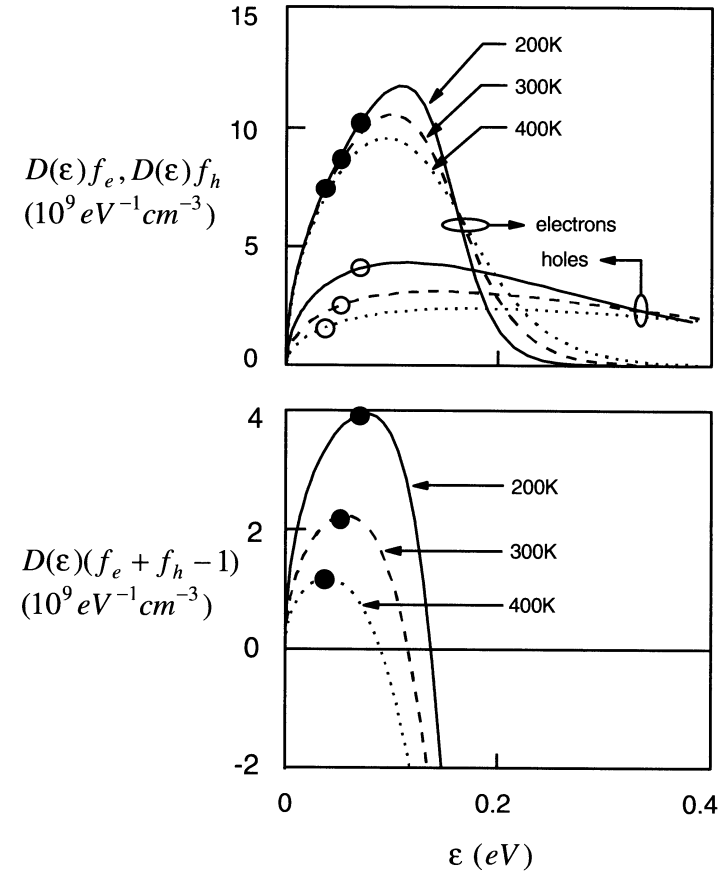 15
200K
300K
400K
10
D(ε)f_e, D(ε)f_h
(10^9 eV^-1 cm^-3)
electrons
5
holes
0
4
200K
2
300K
D(ε)(f_e + f_h − 1)
(10^9 eV^-1 cm^-3)
400K
0
-2
0
0.2
0.4
ε (eV)